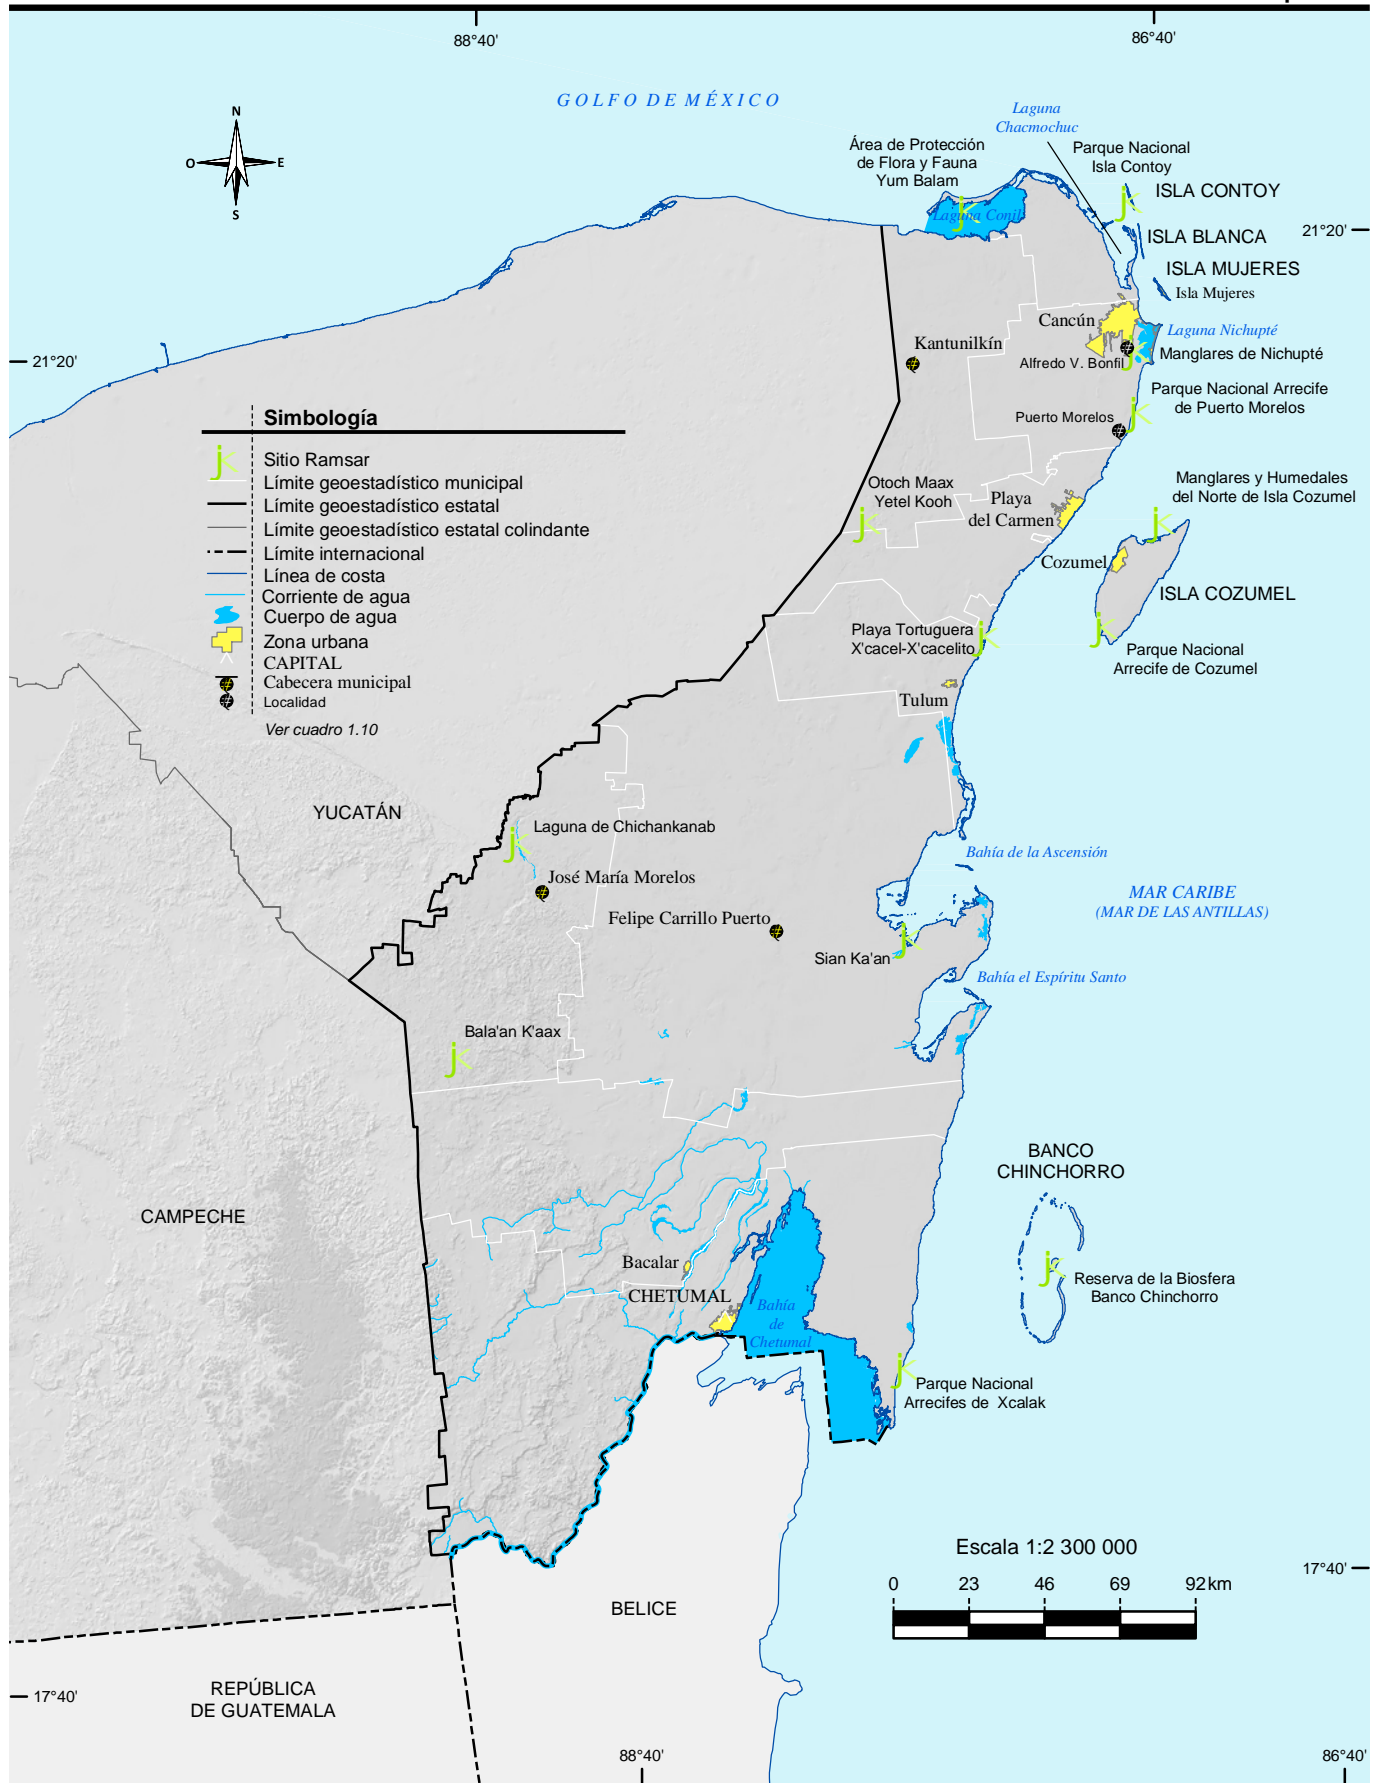 88°40'
86°40'
GOLFO DE MÉXICO
Laguna
Chacmochuc
Área de Protección
de Flora y Fauna
Yum Balam
Parque Nacional
Isla Contoy
N
O
E
S
ISLA CONTOY
Laguna Conil
21°20'
ISLA BLANCA
ISLA MUJERES
Isla Mujeres
Cancún
Laguna Nichupté
Kantunilkín
21°20'
Alfredo V. Bonfil
Manglares de Nichupté
Parque Nacional Arrecife
de Puerto Morelos
Puerto Morelos
Simbología
Sitio Ramsar
Límite geoestadístico municipal
Límite geoestadístico estatal
Límite geoestadístico estatal colindante
Límite internacional
Línea de costa
Corriente de agua
Cuerpo de agua
Zona urbana
CAPITAL
Cabecera municipal
Localidad
Ver cuadro 1.10
Otoch Maax
Yetel Kooh
Playa
del Carmen
Manglares y Humedales
del Norte de Isla Cozumel
Cozumel
ISLA COZUMEL
Playa Tortuguera
X'cacel-X'cacelito
Parque Nacional
Arrecife de Cozumel
Tulum
YUCATÁN
Laguna de Chichankanab
Bahía de la Ascensión
José María Morelos
MAR CARIBE
(MAR DE LAS ANTILLAS)
Felipe Carrillo Puerto
Sian Ka'an
Bahía el Espíritu Santo
Bala'an K'aax
BANCO
CHINCHORRO
CAMPECHE
Bacalar
CHETUMAL
Reserva de la Biosfera
Banco Chinchorro
Bahía
de
Chetumal
Parque Nacional
Arrecifes de Xcalak
Escala 1:2 300 000
0 23 46 69 92 km
17°40'
BELICE
REPÚBLICA
DE GUATEMALA
17°40'
88°40'
86°40'